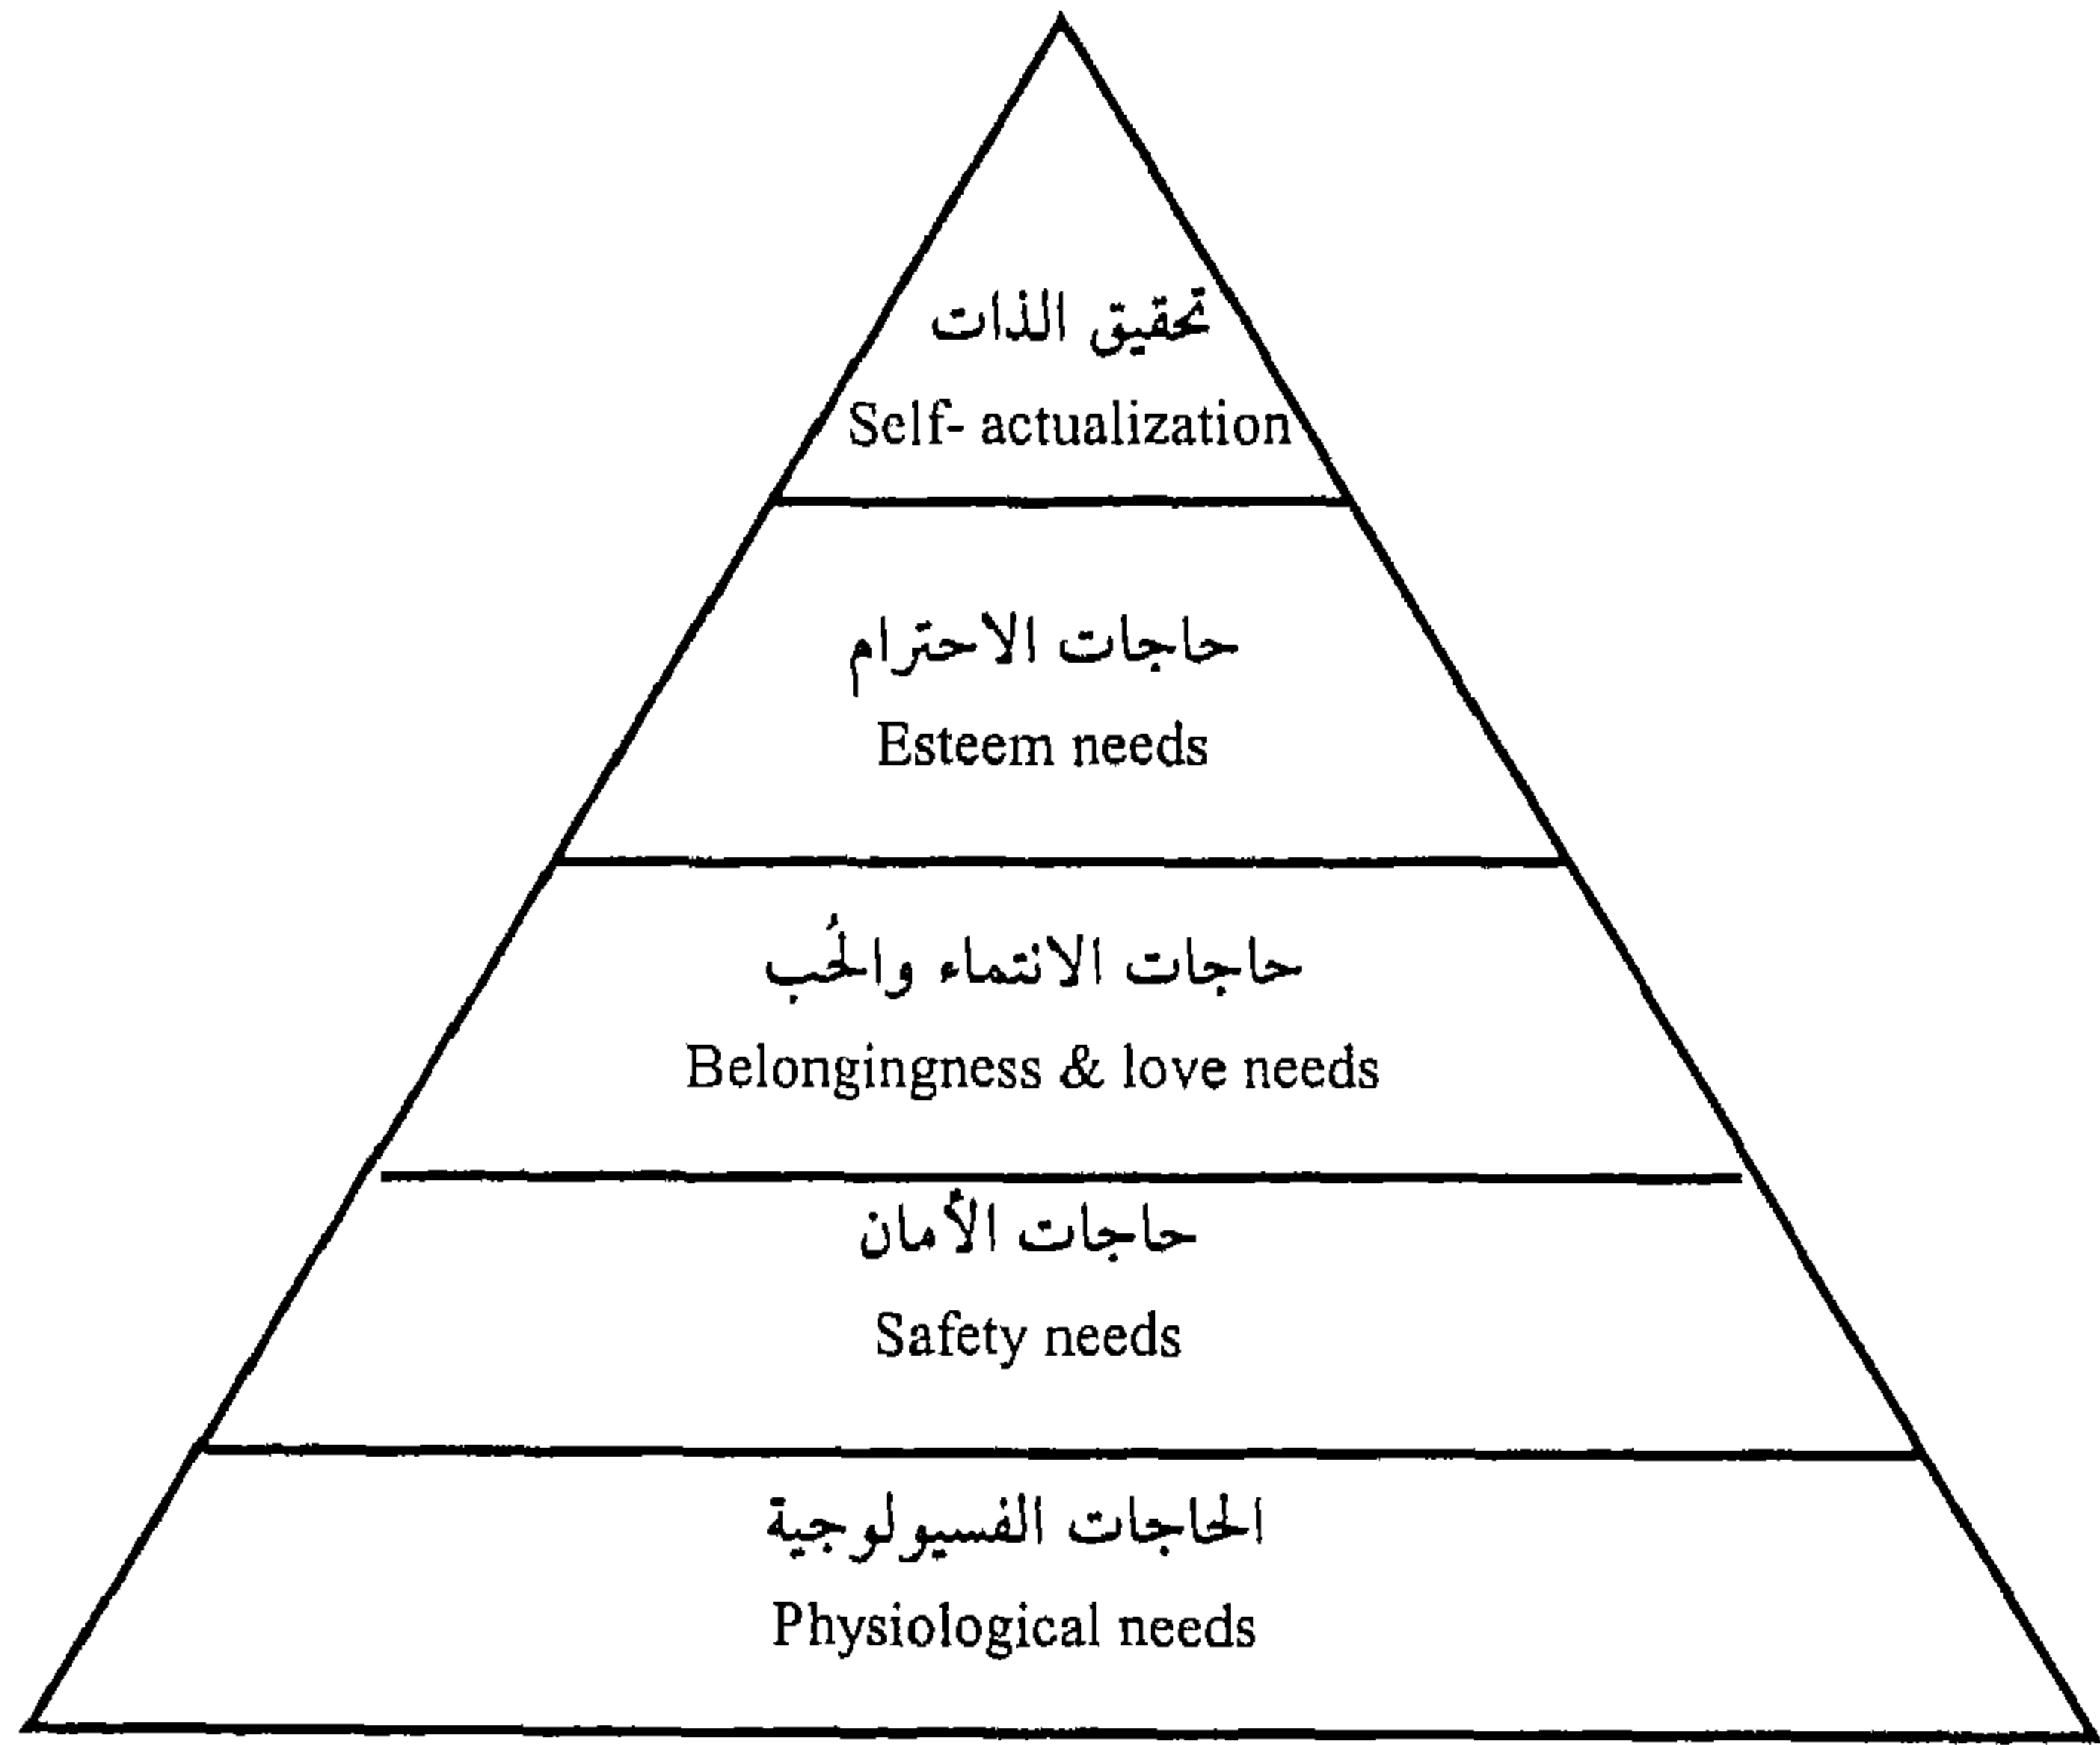 تحقيق الذات
Self- actualization
حاجات الاحترام
Esteem needs
حاجات الانتماء والحُب
Belongingness & love needs
حاجات الأمان
Safety needs
الحاجات الفسيولوجية
Physiological needs